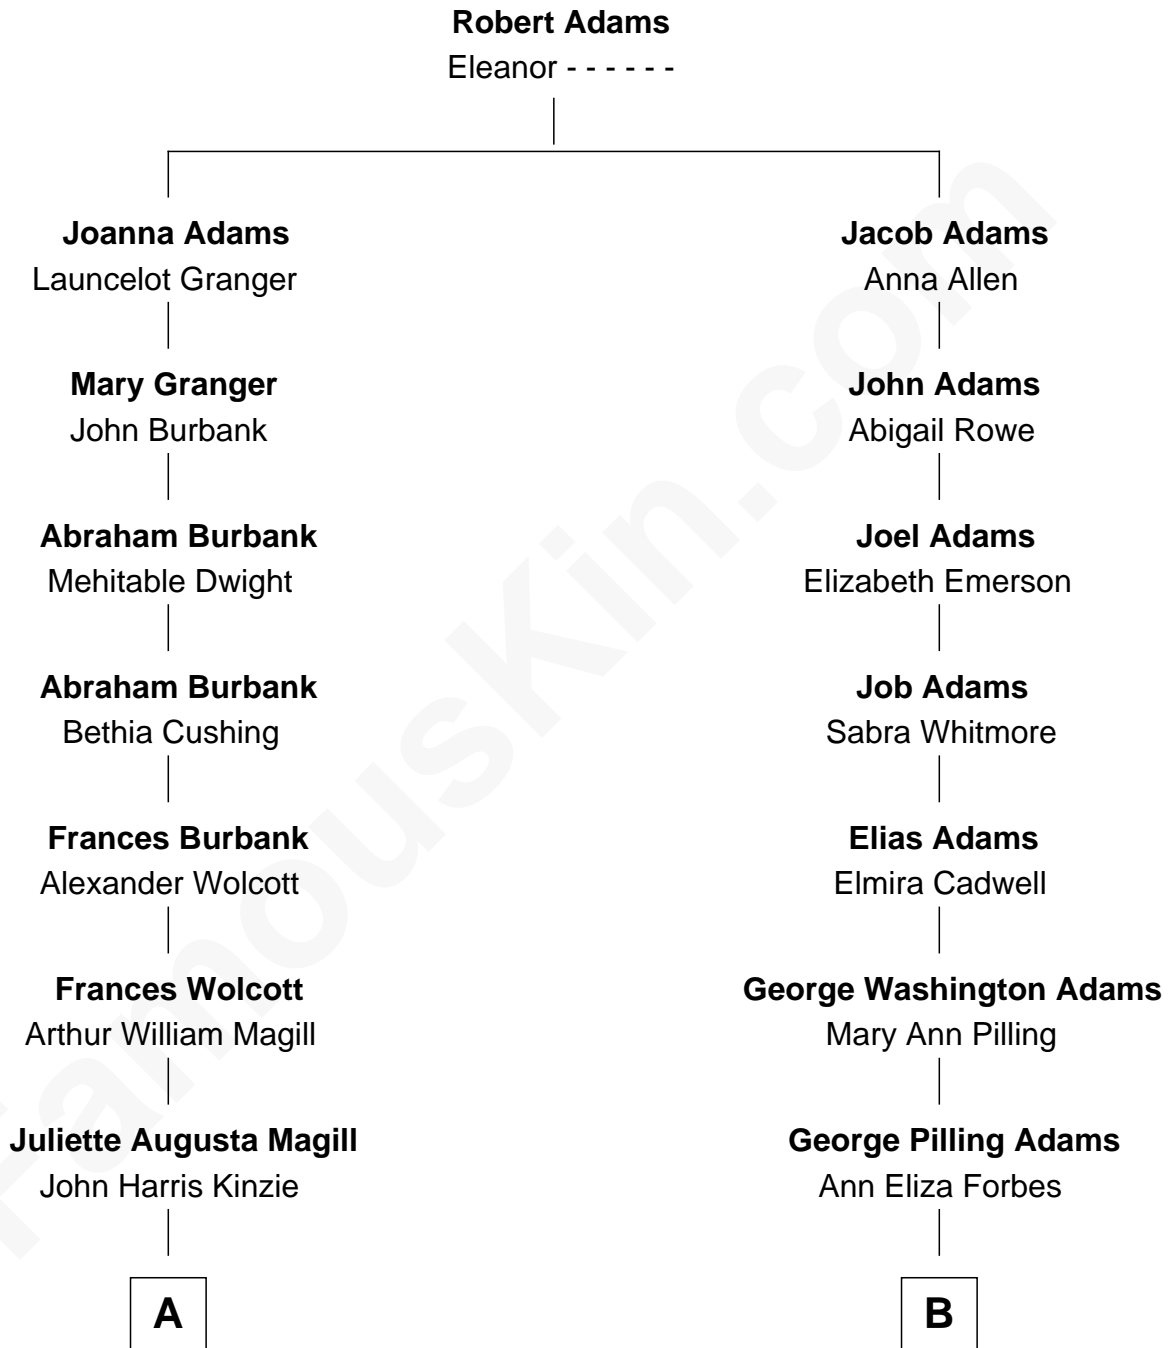 Robert Adams
Eleanor - - - - - -
Joanna Adams
Launcelot Granger
Jacob Adams
Anna Allen
Mary Granger
John Burbank
John Adams
Abigail Rowe
Abraham Burbank
Mehitable Dwight
Joel Adams
Elizabeth Emerson
Abraham Burbank
Bethia Cushing
Job Adams
Sabra Whitmore
Frances Burbank
Alexander Wolcott
Elias Adams
Elmira Cadwell
Frances Wolcott
Arthur William Magill
George Washington Adams
Mary Ann Pilling
Juliette Augusta Magill
John Harris Kinzie
George Pilling Adams
Ann Eliza Forbes
A
B
FamousKin.com